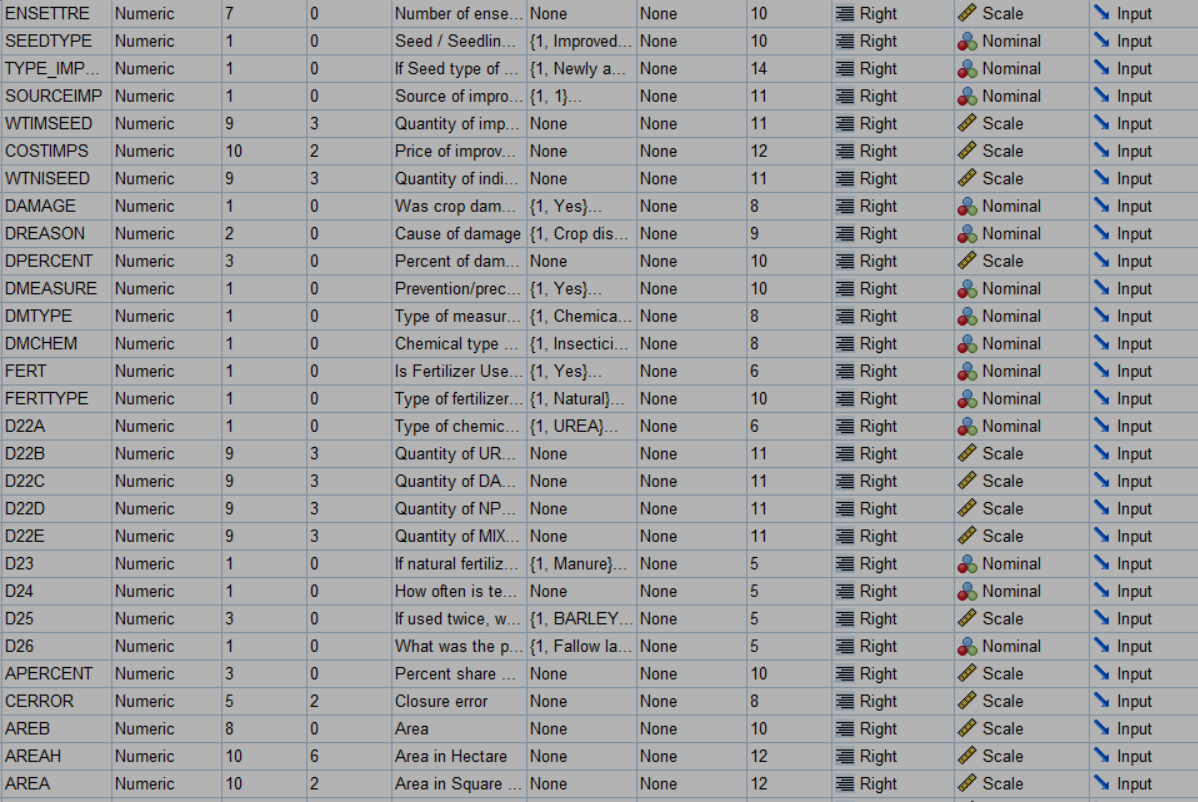 ENSETTRE Numeric 7 0 Number of ense... None None 10 Right Scale Input
SEEDTYPE Numeric 1 0 Seed / Seedlin... {1, Improved... None 10 Right Nominal Input
TYPE_IMP... Numeric 1 0 If Seed type of ... {1, Newly a... None 14 Right Nominal Input
SOURCEIMP Numeric 1 0 Source of impro... {1, 1}... None 11 Right Nominal Input
WTIMSEED Numeric 9 3 Quantity of imp... None None 11 Right Scale Input
COSTIMPS Numeric 10 2 Price of improv... None None 12 Right Scale Input
WTNISEED Numeric 9 3 Quantity of indi... None None 11 Right Scale Input
DAMAGE Numeric 1 0 Was crop dam... {1, Yes}... None 8 Right Nominal Input
DREASON Numeric 2 0 Cause of damage {1, Crop dis... None 9 Right Nominal Input
DPERCENT Numeric 3 0 Percent of dam... None None 10 Right Scale Input
DMEASURE Numeric 1 0 Prevention/prec... {1, Yes}... None 10 Right Nominal Input
DMTYPE Numeric 1 0 Type of measur... {1, Chemica... None 8 Right Nominal Input
DMCHEM Numeric 1 0 Chemical type ... {1, Insectici... None 8 Right Nominal Input
FERT Numeric 1 0 Is Fertilizer Use... {1, Yes}... None 6 Right Nominal Input
FERTTYPE Numeric 1 0 Type of fertilizer... {1, Natural}... None 10 Right Nominal Input
D22A Numeric 1 0 Type of chemic... {1, UREA}... None 6 Right Nominal Input
D22B Numeric 9 3 Quantity of UR... None None 11 Right Scale Input
D22C Numeric 9 3 Quantity of DA... None None 11 Right Scale Input
D22D Numeric 9 3 Quantity of NP... None None 11 Right Scale Input
D22E Numeric 9 3 Quantity of MIX... None None 11 Right Scale Input
D23 Numeric 1 0 If natural fertiliz... {1, Manure}... None 5 Right Nominal Input
D24 Numeric 1 0 How often is te... None None 5 Right Nominal Input
D25 Numeric 3 0 If used twice, w... {1, BARLEY... None 5 Right Scale Input
D26 Numeric 1 0 What was the p... {1, Fallow la... None 5 Right Nominal Input
APERCENT Numeric 3 0 Percent share ... None None 10 Right Scale Input
CERROR Numeric 5 2 Closure error None None 8 Right Scale Input
AREB Numeric 8 0 Area None None 10 Right Scale Input
AREAH Numeric 10 6 Area in Hectare None None 12 Right Scale Input
AREA Numeric 10 2 Area in Square ... None None 12 Right Scale Input